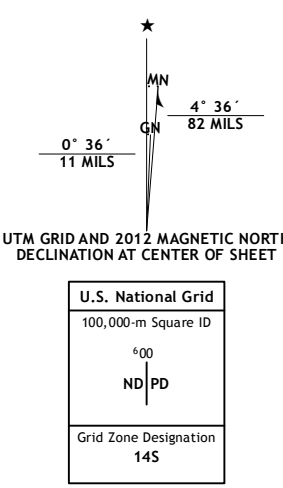 ★
MN
4° 36´
82 MILS
GN
0° 36´
11 MILS
UTM GRID AND 2012 MAGNETIC NORTH
DECLINATION AT CENTER OF SHEET
U.S. National Grid
100,000-m Square ID
⁶00
ND PD
Grid Zone Designation
14S